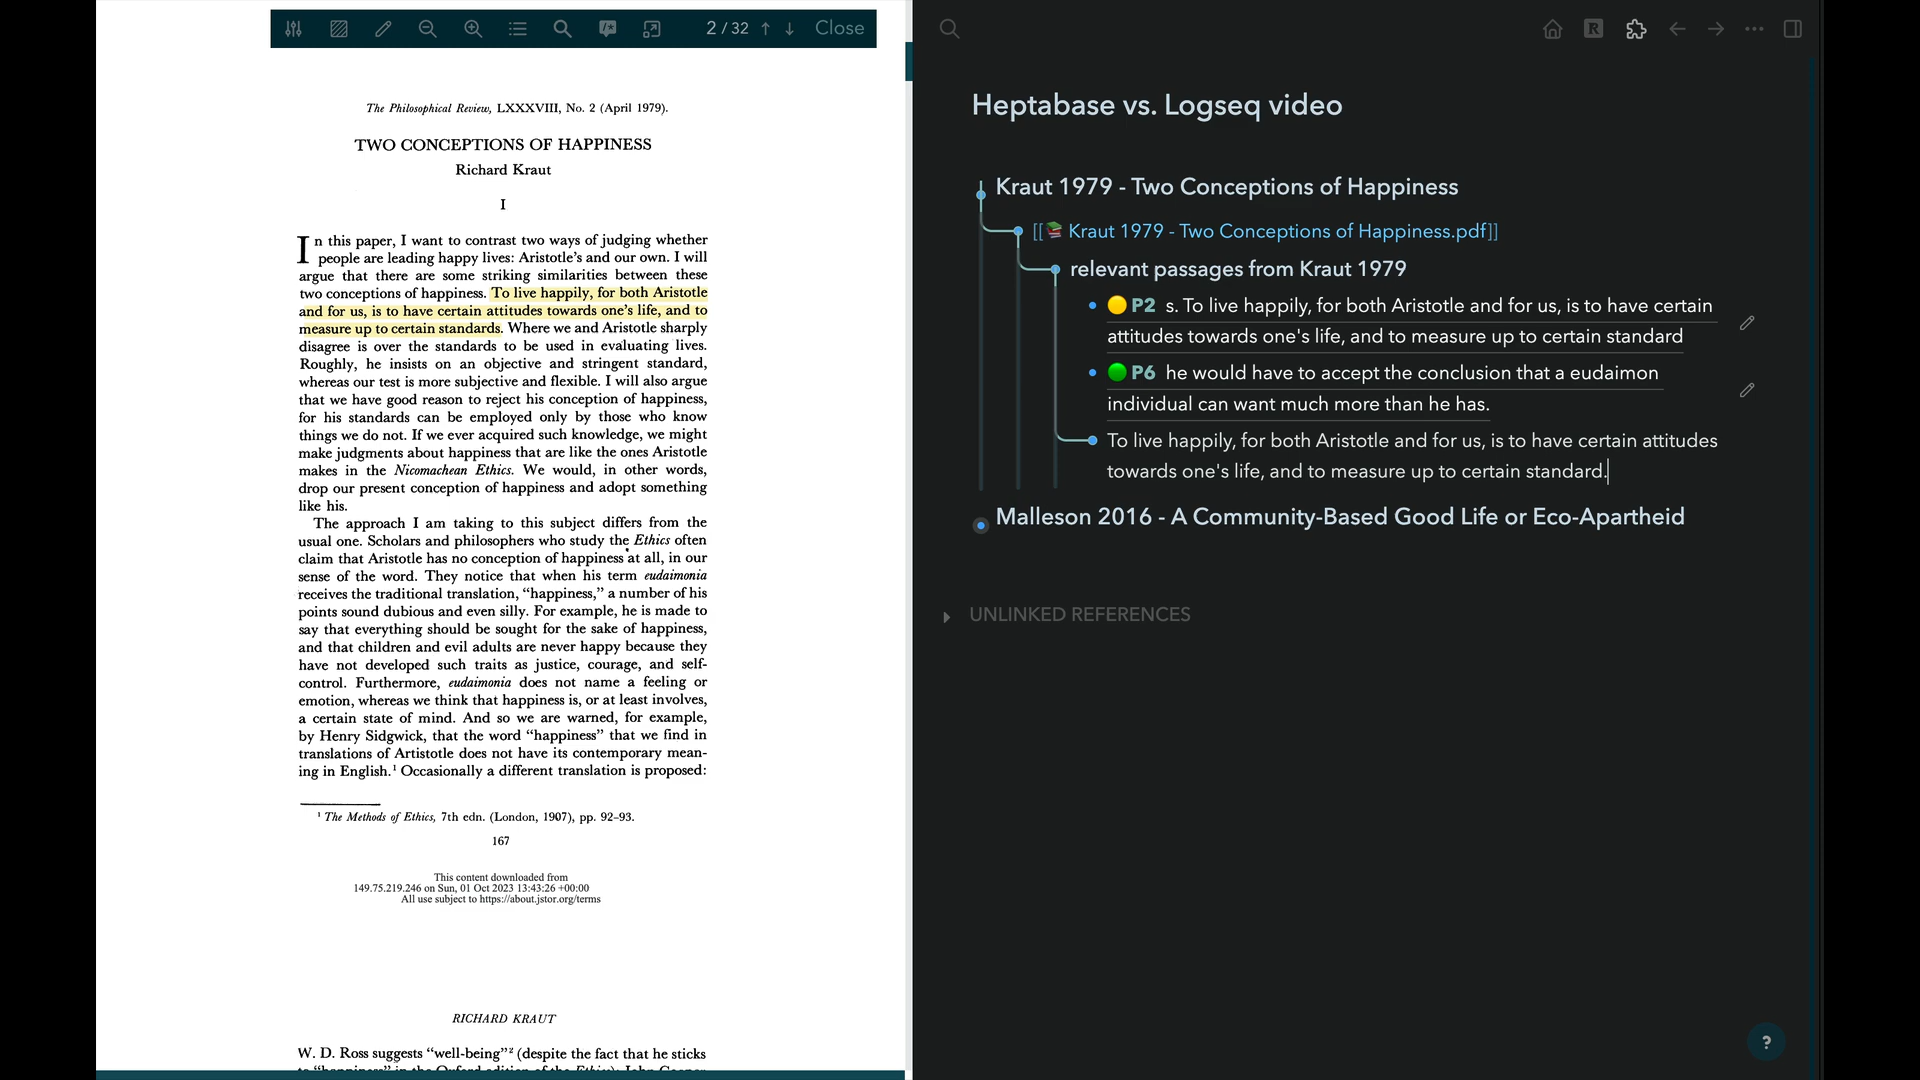 2 / 32 ↑ ↓ Close
The Philosophical Review, LXXXVIII, No. 2 (April 1979).
TWO CONCEPTIONS OF HAPPINESS
Richard Kraut
I
In this paper, I want to contrast two ways of judging whether
people are leading happy lives: Aristotle's and our own. I will
argue that there are some striking similarities between these
two conceptions of happiness. To live happily, for both Aristotle
and for us, is to have certain attitudes towards one's life, and to
measure up to certain standards. Where we and Aristotle sharply
disagree is over the standards to be used in evaluating lives.
Roughly, he insists on an objective and stringent standard,
whereas our test is more subjective and flexible. I will also argue
that we have good reason to reject his conception of happiness,
for his standards can be employed only by those who know
things we do not. If we ever acquired such knowledge, we might
make judgments about happiness that are like the ones Aristotle
makes in the Nicomachean Ethics. We would, in other words,
drop our present conception of happiness and adopt something
like his.
The approach I am taking to this subject differs from the
usual one. Scholars and philosophers who study the Ethics often
claim that Aristotle has no conception of happiness at all, in our
sense of the word. They notice that when his term eudaimonia
receives the traditional translation, "happiness," a number of his
points sound dubious and even silly. For example, he is made to
say that everything should be sought for the sake of happiness,
and that children and evil adults are never happy because they
have not developed such traits as justice, courage, and self-
control. Furthermore, eudaimonia does not name a feeling or
emotion, whereas we think that happiness is, or at least involves,
a certain state of mind. And so we are warned, for example,
by Henry Sidgwick, that the word "happiness" that we find in
translations of Artistotle does not have its contemporary mean-
ing in English.¹ Occasionally a different translation is proposed:
¹ The Methods of Ethics, 7th edn. (London, 1907), pp. 92–93.
167
This content downloaded from
149.75.219.246 on Sun, 01 Oct 2023 13:43:26 +00:00
All use subject to https://about.jstor.org/terms
RICHARD KRAUT
W. D. Ross suggests "well-being"² (despite the fact that he sticks
to "happiness" in the Oxford edition of the Ethics); John Cooper
Heptabase vs. Logseq video
Kraut 1979 - Two Conceptions of Happiness
[[📚 Kraut 1979 - Two Conceptions of Happiness.pdf]]
relevant passages from Kraut 1979
P2 s. To live happily, for both Aristotle and for us, is to have certain
attitudes towards one's life, and to measure up to certain standard
P6 he would have to accept the conclusion that a eudaimon
individual can want much more than he has.
To live happily, for both Aristotle and for us, is to have certain attitudes
towards one's life, and to measure up to certain standard.
Malleson 2016 - A Community-Based Good Life or Eco-Apartheid
UNLINKED REFERENCES
?